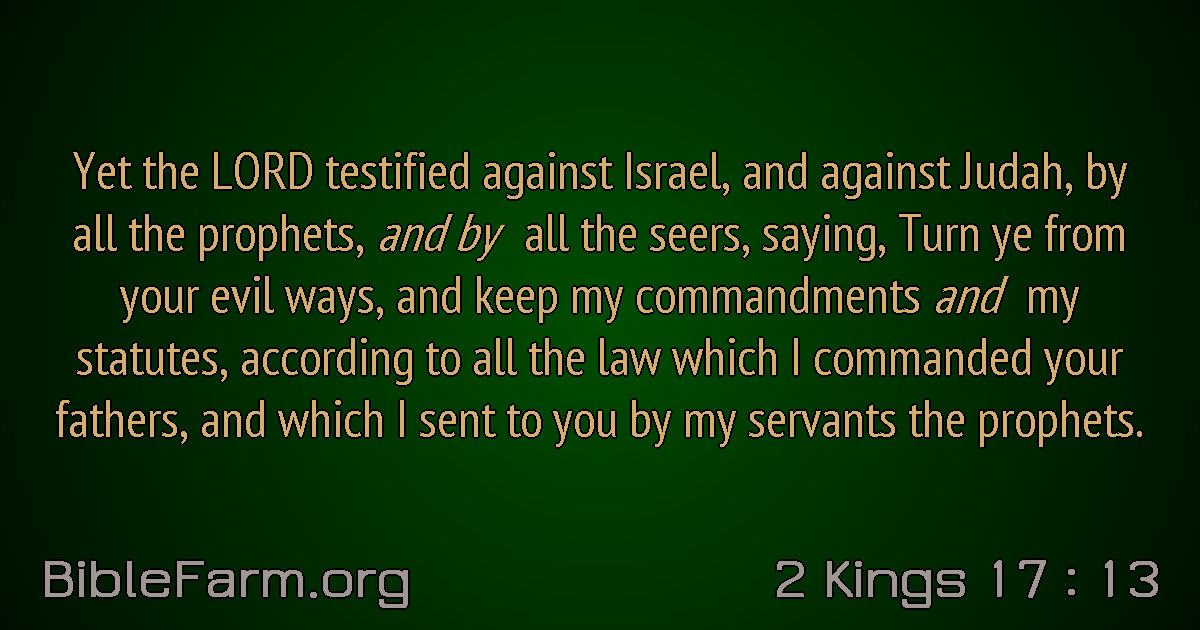 Yet the LORD testified against Israel, and against Judah, by
all the prophets, and by all the seers, saying, Turn ye from
your evil ways, and keep my commandments and my
statutes, according to all the law which I commanded your
fathers, and which I sent to you by my servants the prophets.
BibleFarm.org
2 Kings 17 : 13